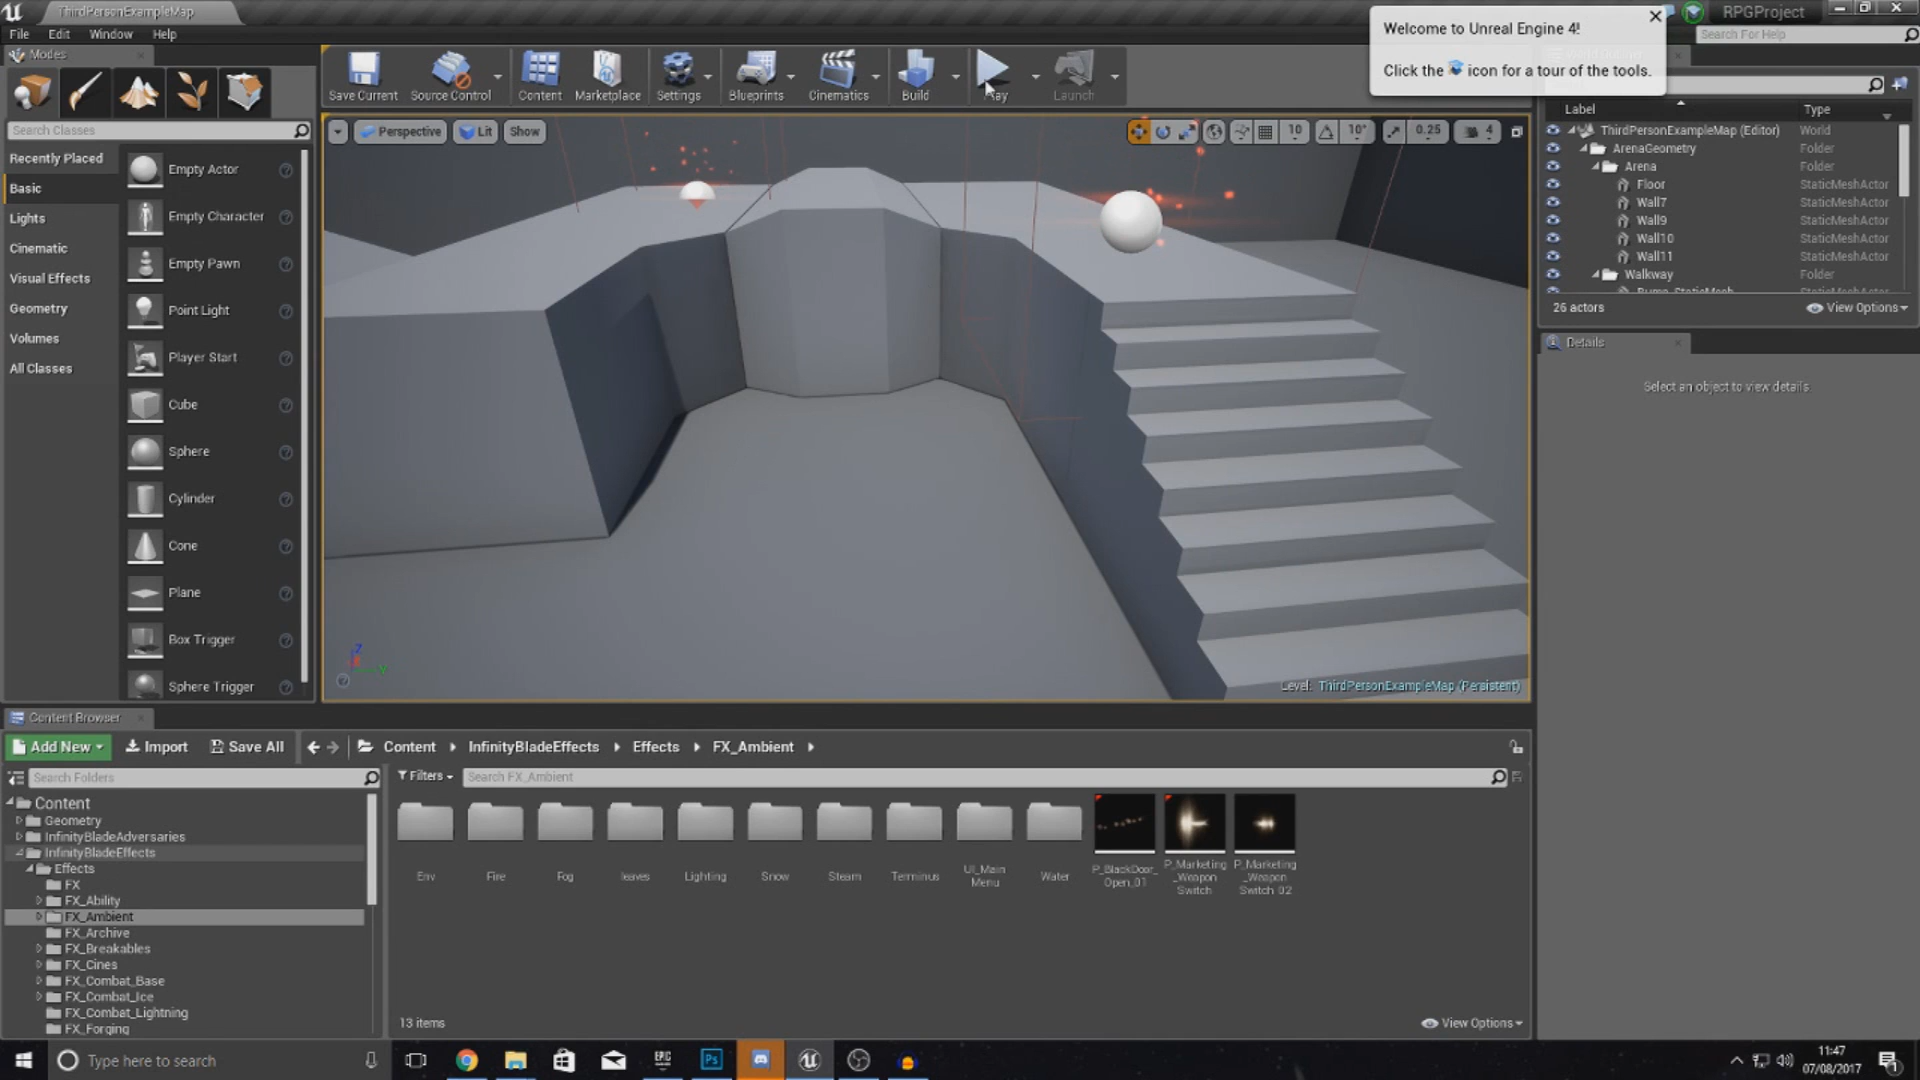 ThirdPersonExampleMap
RPGProject
File Edit Window Help
Search For Help
Welcome to Unreal Engine 4!
Click the icon for a tour of the tools.
Modes
Save Current
Source Control
Content
Marketplace
Settings
Blueprints
Cinematics
Build
Play
Launch
Search Classes
Recently Placed
Basic
Lights
Cinematic
Visual Effects
Geometry
Volumes
All Classes
Empty Actor
Empty Character
Empty Pawn
Point Light
Player Start
Cube
Sphere
Cylinder
Cone
Plane
Box Trigger
Sphere Trigger
Perspective Lit Show
10 10° 0.25 4
Z
Y
Level: ThirdPersonExampleMap (Persistent)
Label Type
ThirdPersonExampleMap (Editor) World
ArenaGeometry Folder
Arena Folder
Floor StaticMeshActor
Wall7 StaticMeshActor
Wall9 StaticMeshActor
Wall10 StaticMeshActor
Wall11 StaticMeshActor
Walkway Folder
Bump_StaticMesh StaticMeshActor
26 actors View Options
Details
Select an object to view details.
Content Browser
Add New Import Save All Content InfinityBladeEffects Effects FX_Ambient
Search Folders
Filters Search FX_Ambient
Content
Geometry
InfinityBladeAdversaries
InfinityBladeEffects
Effects
FX
FX_Ability
FX_Ambient
FX_Archive
FX_Breakables
FX_Cines
FX_Combat_Base
FX_Combat_Ice
FX_Combat_Lightning
FX_Forging
Env
Fire
Fog
leaves
Lighting
Snow
Steam
Terminus
UI_Main
Menu
Water
P_BlackDoor_
Open_01
P_Marketing
_Weapon
Switch
P_Marketing
_Weapon
Switch_02
13 items View Options
Type here to search
EPIC
Ps
11:47
07/08/2017
1